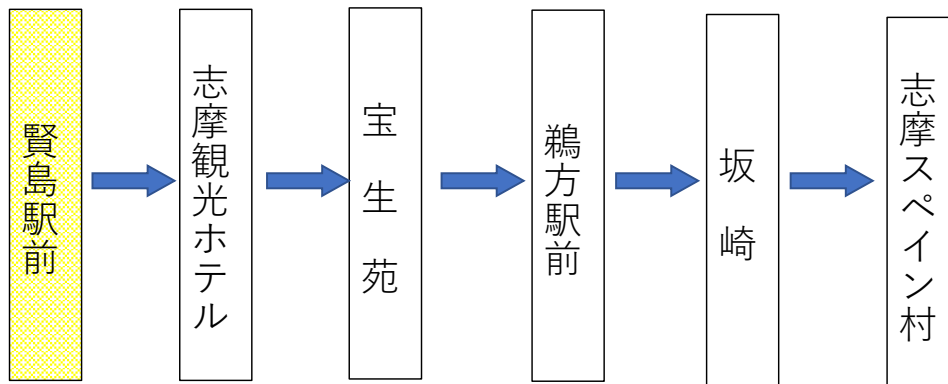 賢島駅前
志摩観光ホテル
宝生苑
鵜方駅前
坂崎
志摩スペイン村